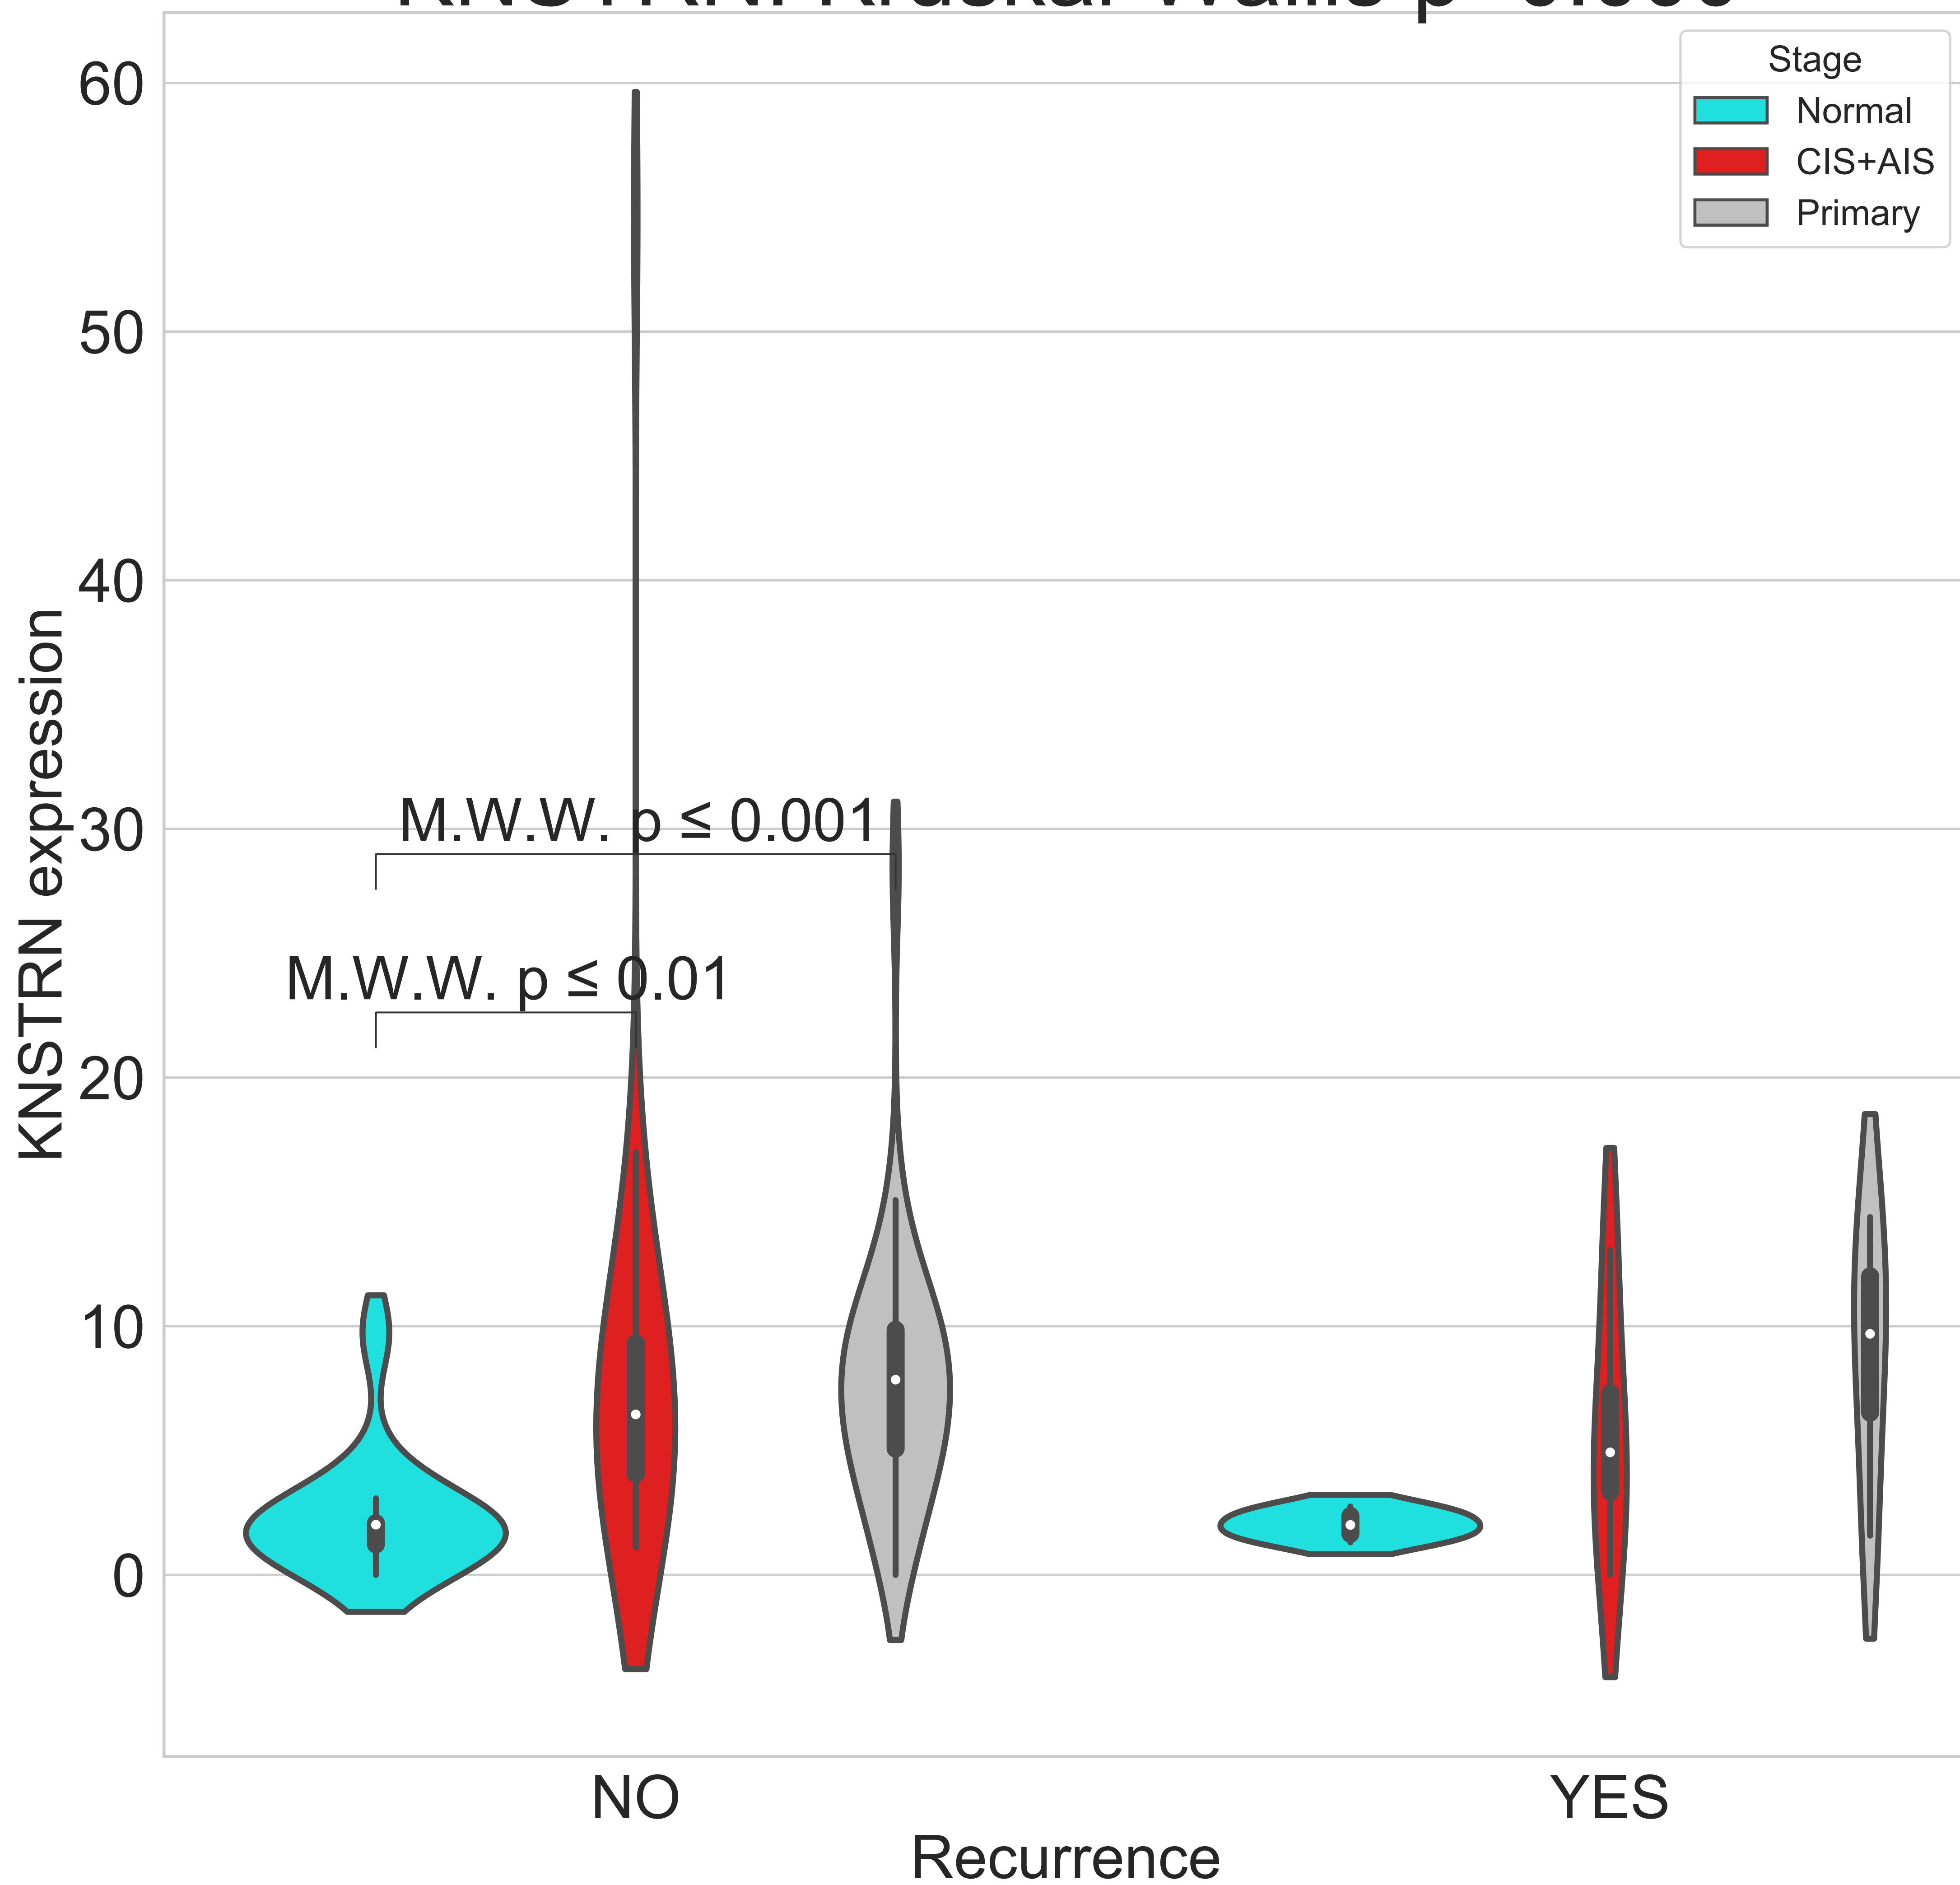 Stage
Normal
CIS+AIS
Primary
60
50
40
30
20
10
0
KNSTRN expression
M.W.W. p ≤ 0.001
M.W.W. p ≤ 0.01
NO
YES
Recurrence